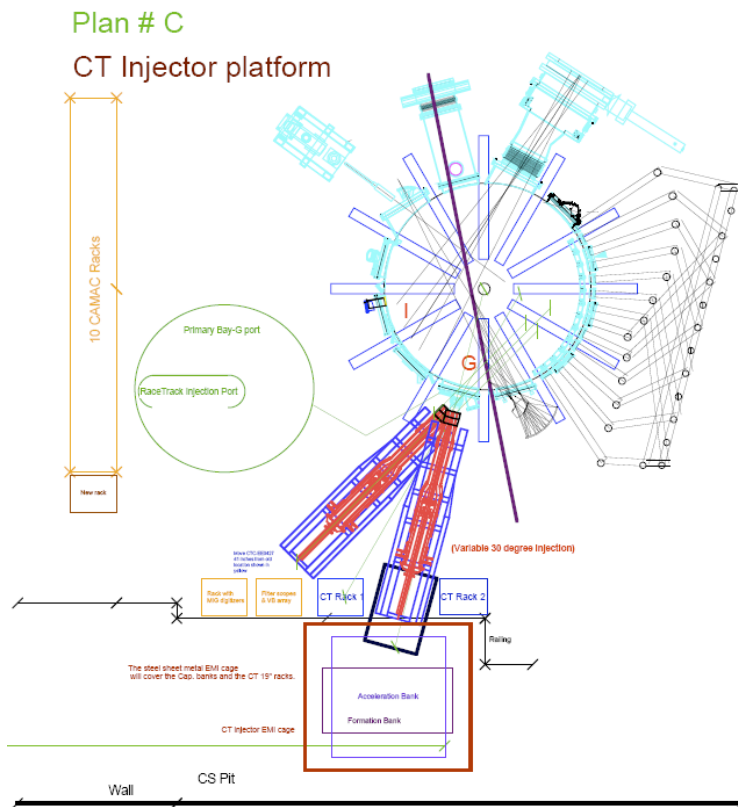 Plan # C
CT Injector platform
10 CAMAC Racks
I
G
Primary Bay-G port
RaceTrack Injection Port
New rack
(Variable 30 degree injection)
Rack with
MIG digitizers
Filter scopes
& VB array
CT Rack 1
CT Rack 2
Railing
The steel sheet metal EMI cage
will cover the Cap. banks and the CT 19" racks.
Acceleration Bank
Formation Bank
CT Injector EMI cage
CS Pit
Wall